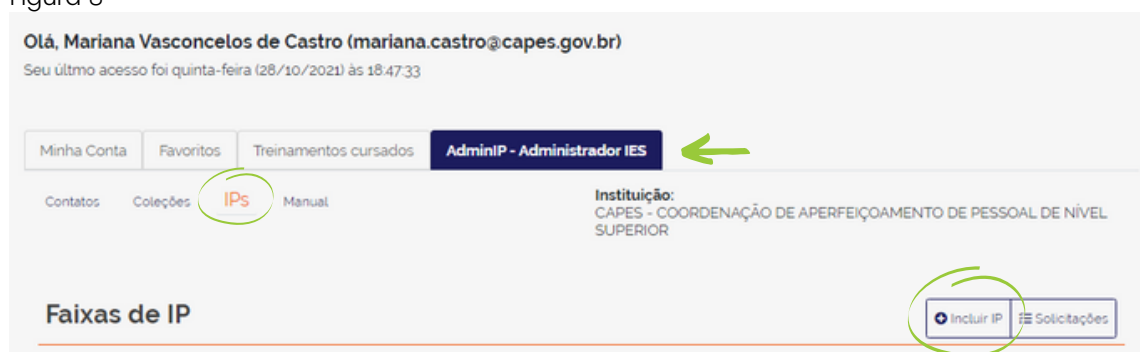 Olá, Mariana Vasconcelos de Castro (mariana.castro@capes.gov.br)
Seu últmo acesso foi quinta-feira (28/10/2021) às 18:47:33
Minha Conta Favoritos Treinamentos cursados AdminIP - Administrador IES
Contatos Coleções IPs Manual
Instituição:
CAPES - COORDENAÇÃO DE APERFEIÇOAMENTO DE PESSOAL DE NÍVEL
SUPERIOR
Faixas de IP
Incluir IP Solicitações